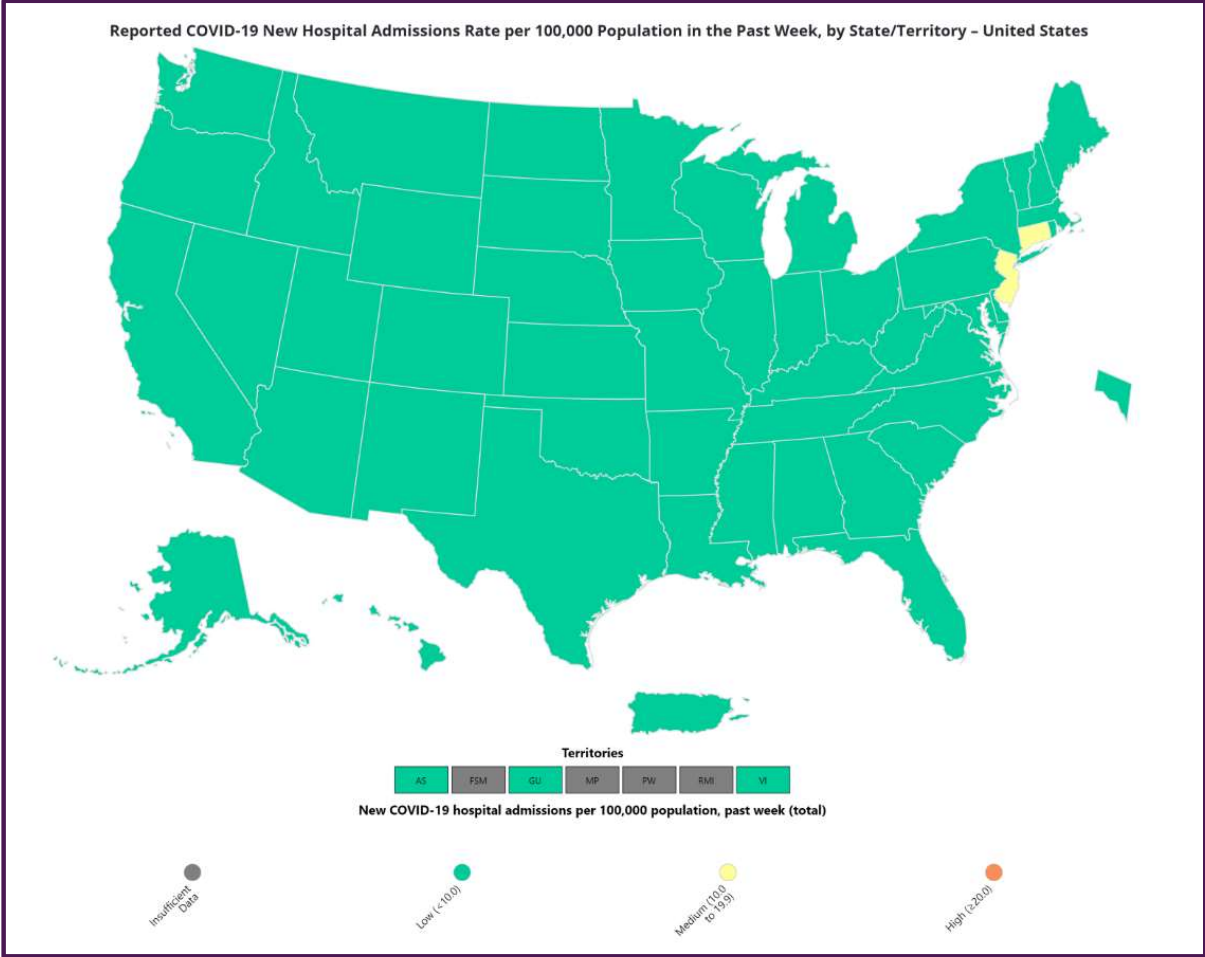 Reported COVID-19 New Hospital Admissions Rate per 100,000 Population in the Past Week, by State/Territory – United States
Territories
AS FSM GU MP PW RMI VI
New COVID-19 hospital admissions per 100,000 population, past week (total)
Insufficient
Data
Low (<10.0)
Medium (10.0
to 19.9)
High (≥20.0)